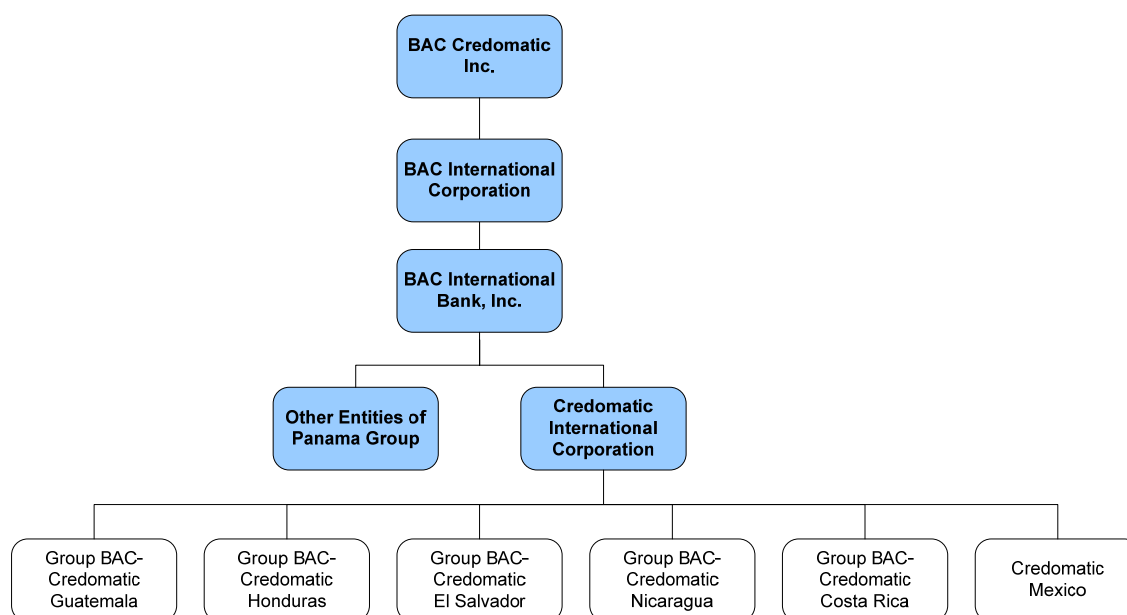 BAC Credomatic
Inc.
BAC International
Corporation
BAC International
Bank, Inc.
Other Entities of
Panama Group
Credomatic
International
Corporation
Group BAC-
Credomatic
Guatemala
Group BAC-
Credomatic
Honduras
Group BAC-
Credomatic
El Salvador
Group BAC-
Credomatic
Nicaragua
Group BAC-
Credomatic
Costa Rica
Credomatic
Mexico